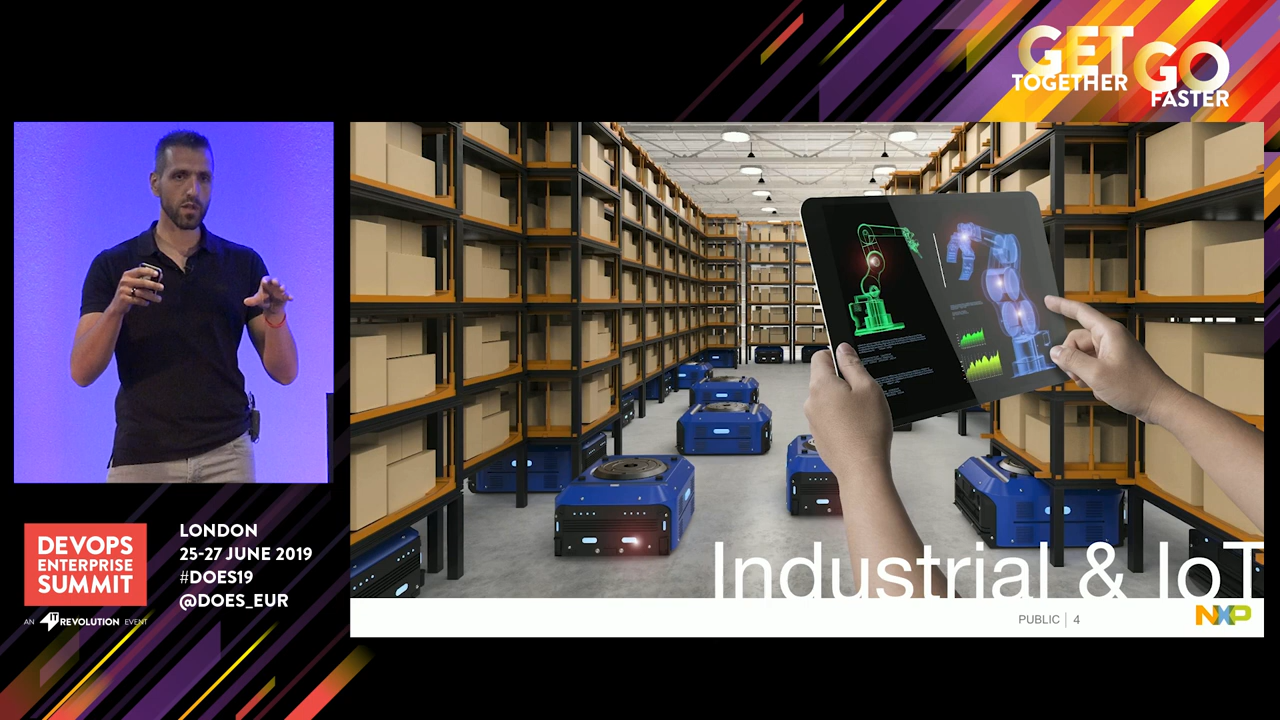 GET GO
TOGETHER
FASTER
Industrial & IoT
PUBLIC | 4
NXP
DEVOPS
ENTERPRISE
SUMMIT
AN IT REVOLUTION EVENT
LONDON
25-27 JUNE 2019
#DOES19
@DOES_EUR